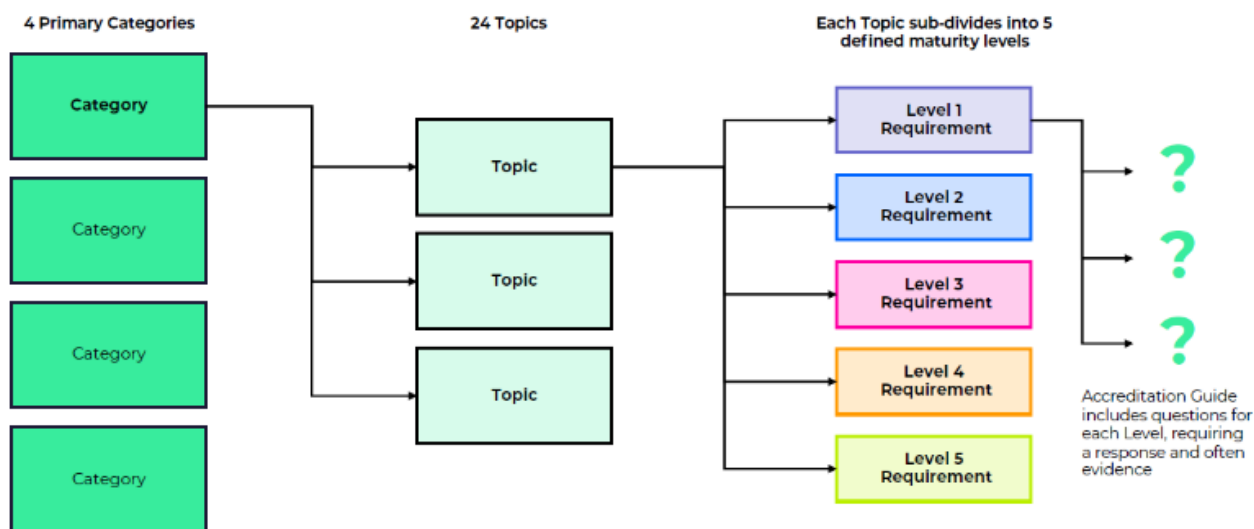 4 Primary Categories
24 Topics
Each Topic sub-divides into 5
defined maturity levels
Category
Category
Category
Category
Topic
Topic
Topic
Level 1
Requirement
Level 2
Requirement
Level 3
Requirement
Level 4
Requirement
Level 5
Requirement
?
?
?
Accreditation Guide
includes questions for
each Level, requiring
a response and often
evidence